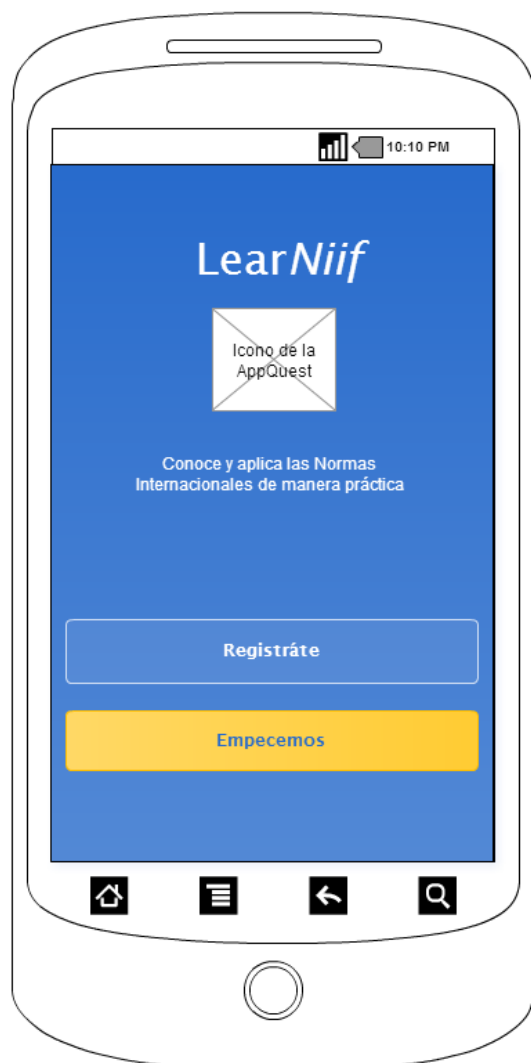 10:10 PM
LearNiif
Icono de la
AppQuest
Conoce y aplica las Normas
Internacionales de manera práctica
Registráte
Empecemos